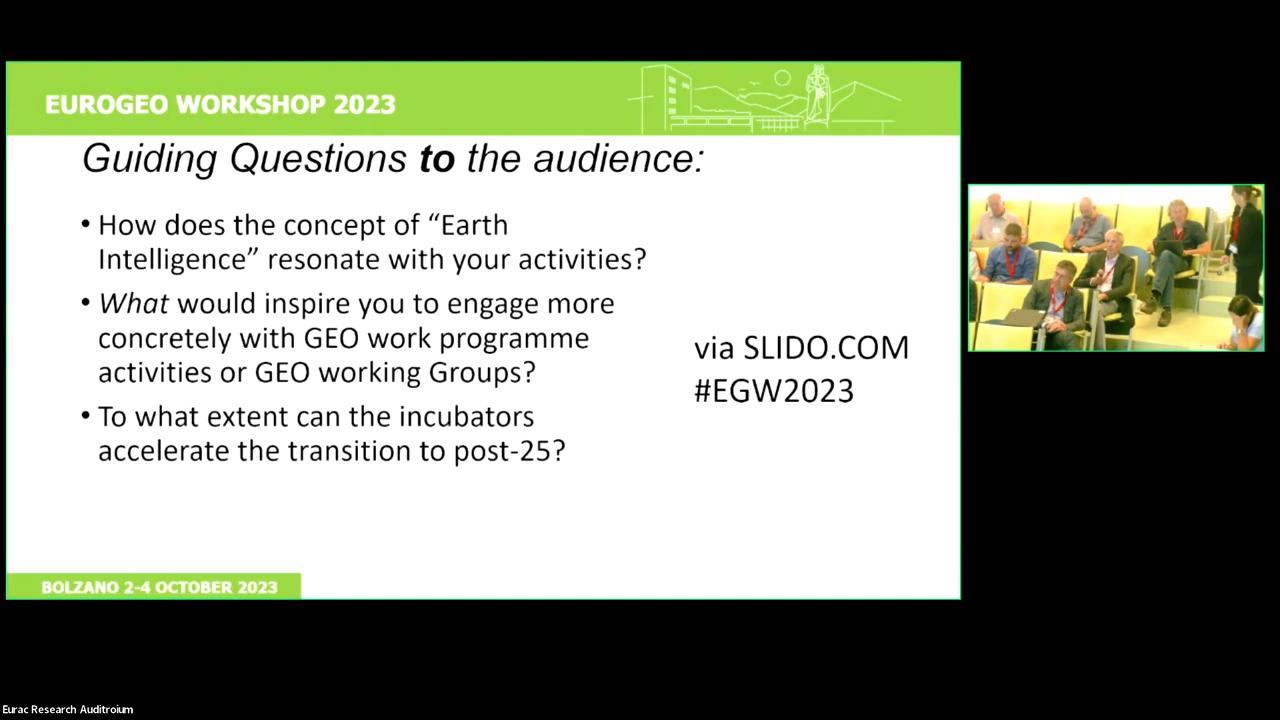 EUROGEO WORKSHOP 2023
Guiding Questions to the audience:
• How does the concept of “Earth
Intelligence” resonate with your activities?
• What would inspire you to engage more
concretely with GEO work programme
activities or GEO working Groups?
• To what extent can the incubators
accelerate the transition to post-25?
via SLIDO.COM
#EGW2023
BOLZANO 2-4 OCTOBER 2023
Eurac Research Auditroium